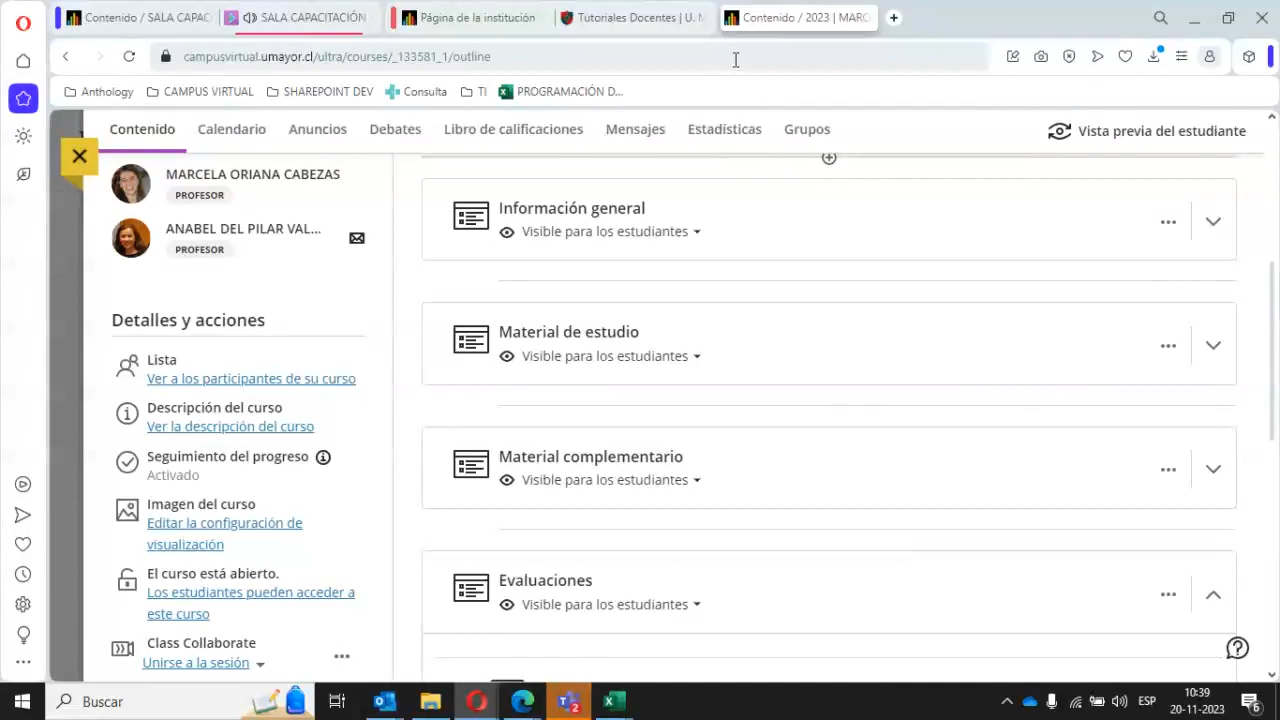 Contenido / SALA CAPAC
SALA CAPACITACIÓN
Página de la institución
Tutoriales Docentes | U. M
Contenido / 2023 | MARC
campusvirtual.umayor.cl/ultra/courses/_133581_1/outline
Anthology
CAMPUS VIRTUAL
SHAREPOINT DEV
Consulta
TI
PROGRAMACIÓN D...
Contenido
Calendario
Anuncios
Debates
Libro de calificaciones
Mensajes
Estadísticas
Grupos
Vista previa del estudiante
MARCELA ORIANA CABEZAS
PROFESOR
ANABEL DEL PILAR VAL...
PROFESOR
Detalles y acciones
Lista
Ver a los participantes de su curso
Descripción del curso
Ver la descripción del curso
Seguimiento del progreso
Activado
Imagen del curso
Editar la configuración de
visualización
El curso está abierto.
Los estudiantes pueden acceder a
este curso
Class Collaborate
Unirse a la sesión
Información general
Visible para los estudiantes
Material de estudio
Visible para los estudiantes
Material complementario
Visible para los estudiantes
Evaluaciones
Visible para los estudiantes
Buscar
2
ESP
10:39
20-11-2023
6